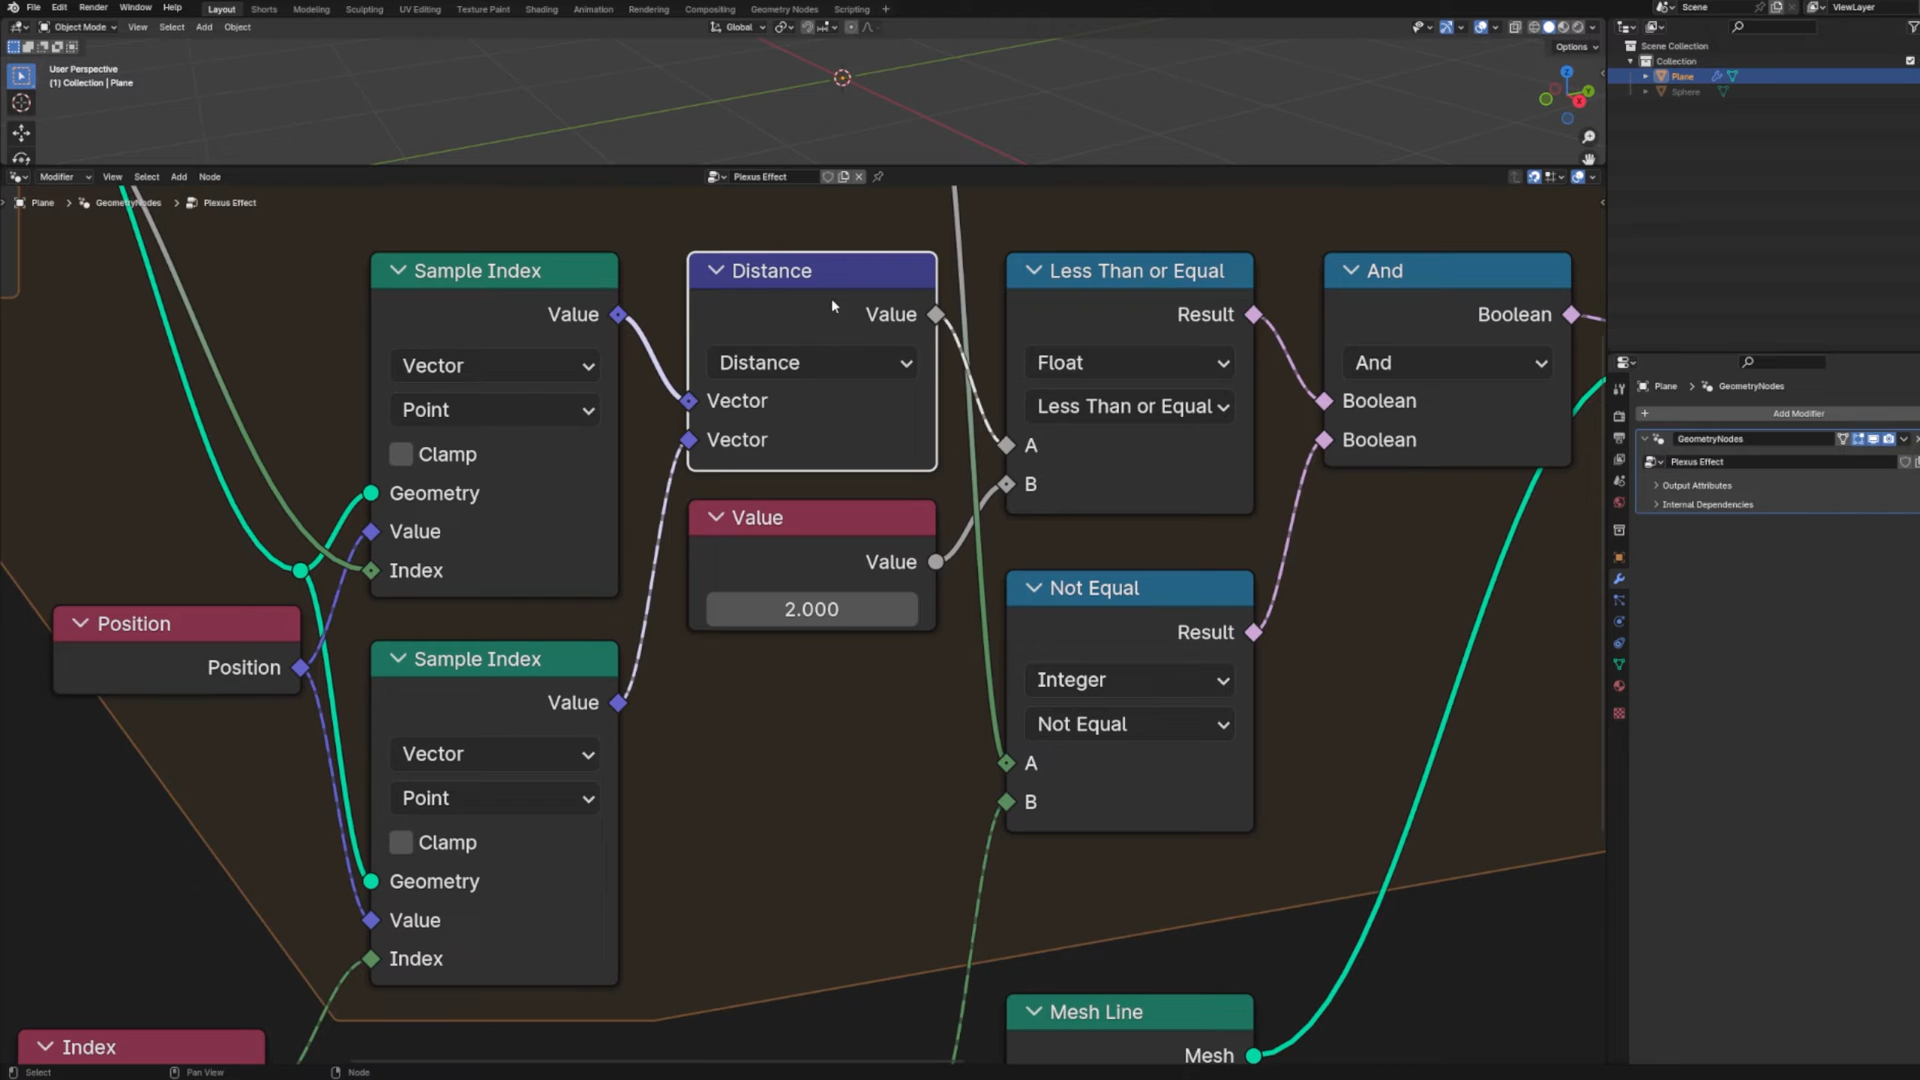 File Edit Render Window Help Layout Shorts Modeling Sculpting UV Editing Texture Paint Shading Animation Rendering Compositing Geometry Nodes Scripting + Scene ViewLayer
Object Mode View Select Add Object Global
Options
User Perspective
(1) Collection | Plane
Scene Collection
Collection
Plane
Sphere
Modifier View Select Add Node Plexus Effect
Plane > GeometryNodes > Plexus Effect
Sample Index
Value
Vector
Point
Clamp
Geometry
Value
Index
Distance
Value
Distance
Vector
Vector
Less Than or Equal
Result
Float
Less Than or Equal
A
B
And
Boolean
And
Boolean
Boolean
Value
Value
2.000
Position
Position
Sample Index
Value
Vector
Point
Clamp
Geometry
Value
Index
Not Equal
Result
Integer
Not Equal
A
B
Index
Mesh Line
Mesh
Plane > GeometryNodes
Add Modifier
GeometryNodes
Plexus Effect
Output Attributes
Internal Dependencies
Select Pan View Node